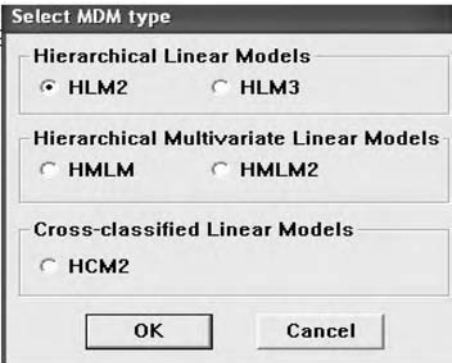 Select MDM type
Hierarchical Linear Models
HLM2 HLM3
Hierarchical Multivariate Linear Models
HMLM HMLM2
Cross-classified Linear Models
HCM2
OK Cancel